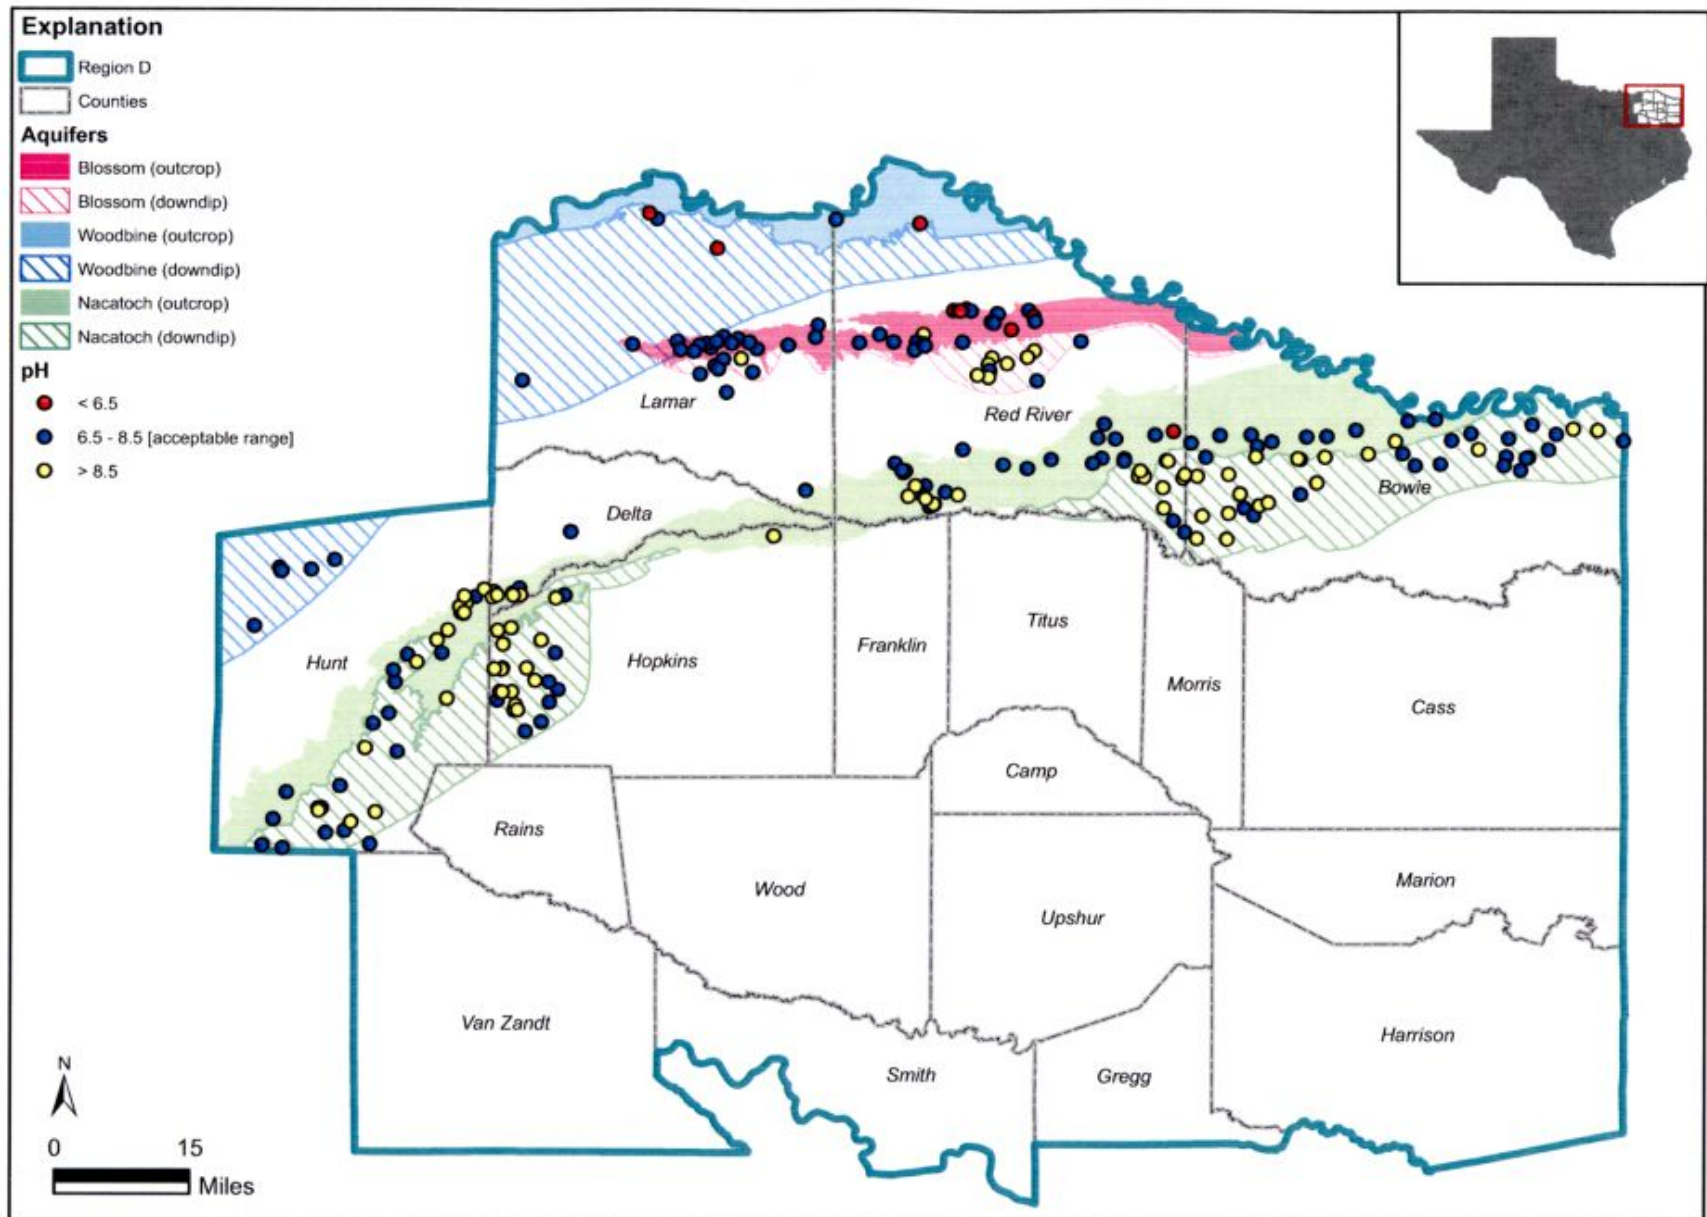 Explanation
Region D
Counties
Aquifers
Blossom (outcrop)
Blossom (downdip)
Woodbine (outcrop)
Woodbine (downdip)
Nacatoch (outcrop)
Nacatoch (downdip)
pH
< 6.5
6.5 - 8.5 [acceptable range]
> 8.5
Lamar
Red River
Bowie
Delta
Hunt
Hopkins
Franklin
Titus
Morris
Cass
Camp
Rains
Wood
Upshur
Marion
Van Zandt
Smith
Gregg
Harrison
N
0 15
Miles